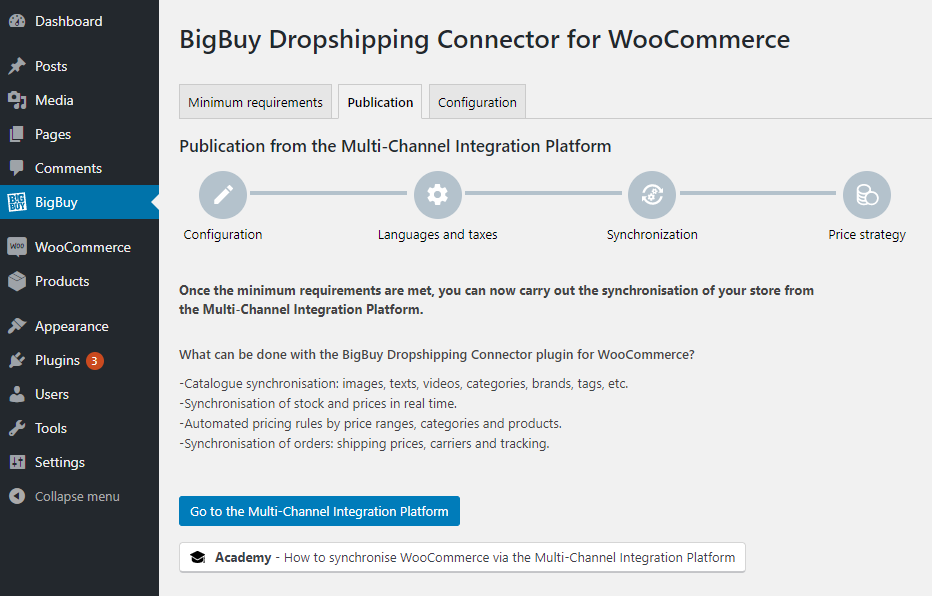 Dashboard
Posts
Media
Pages
Comments
BIG
BUY
BigBuy
WOO
WooCommerce
Products
Appearance
Plugins 3
Users
Tools
Settings
Collapse menu
BigBuy Dropshipping Connector for WooCommerce
Minimum requirements Publication Configuration
Publication from the Multi-Channel Integration Platform
Configuration Languages and taxes Synchronization Price strategy
Once the minimum requirements are met, you can now carry out the synchronisation of your store from
the Multi-Channel Integration Platform.
What can be done with the BigBuy Dropshipping Connector plugin for WooCommerce?
-Catalogue synchronisation: images, texts, videos, categories, brands, tags, etc.
-Synchronisation of stock and prices in real time.
-Automated pricing rules by price ranges, categories and products.
-Synchronisation of orders: shipping prices, carriers and tracking.
Go to the Multi-Channel Integration Platform
Academy - How to synchronise WooCommerce via the Multi-Channel Integration Platform